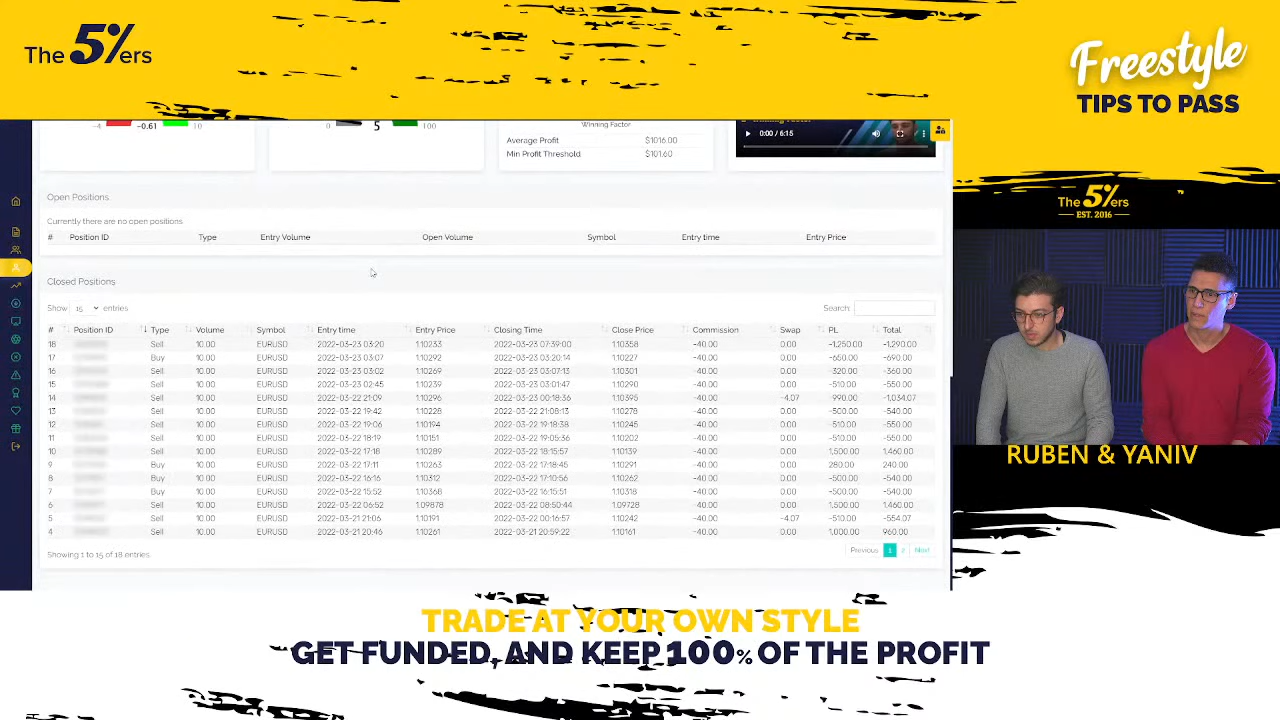 The 5%ers
Freestyle
TIPS TO PASS
-4 -0.61 10
0 5 100
Winning Factor
Average Profit $1016.00
Min Profit Threshold $101.60
0:00 / 6:15
The 5%ers
EST. 2016
Open Positions
Currently there are no open positions
# Position ID Type Entry Volume Open Volume Symbol Entry time Entry Price
Closed Positions
Show 15 entries Search:
# Position ID Type Volume Symbol Entry time Entry Price Closing Time Close Price Commission Swap PL Total
18 Sell 10.00 EURUSD 2022-03-23 03:20 1.10233 2022-03-23 07:39:00 1.10358 -40.00 0.00 -1,250.00 -1,290.00
17 Buy 10.00 EURUSD 2022-03-23 03:07 1.10292 2022-03-23 03:20:14 1.10227 -40.00 0.00 -650.00 -690.00
16 Sell 10.00 EURUSD 2022-03-23 03:02 1.10269 2022-03-23 03:07:13 1.10301 -40.00 0.00 -320.00 -360.00
15 Sell 10.00 EURUSD 2022-03-23 02:45 1.10239 2022-03-23 03:01:47 1.10290 -40.00 0.00 -510.00 -550.00
14 Sell 10.00 EURUSD 2022-03-22 21:09 1.10296 2022-03-23 00:18:36 1.10395 -40.00 -4.07 -990.00 -1,034.07
13 Sell 10.00 EURUSD 2022-03-22 19:42 1.10228 2022-03-22 21:08:13 1.10278 -40.00 0.00 -500.00 -540.00
12 Sell 10.00 EURUSD 2022-03-22 19:06 1.10194 2022-03-22 19:18:38 1.10245 -40.00 0.00 -510.00 -550.00
11 Sell 10.00 EURUSD 2022-03-22 18:19 1.10151 2022-03-22 19:05:36 1.10202 -40.00 0.00 -510.00 -550.00
10 Sell 10.00 EURUSD 2022-03-22 17:18 1.10289 2022-03-22 18:15:57 1.10139 -40.00 0.00 1,500.00 1,460.00
9 Buy 10.00 EURUSD 2022-03-22 17:11 1.10263 2022-03-22 17:18:45 1.10291 -40.00 0.00 280.00 240.00
8 Buy 10.00 EURUSD 2022-03-22 16:16 1.10312 2022-03-22 17:10:56 1.10262 -40.00 0.00 -500.00 -540.00
7 Buy 10.00 EURUSD 2022-03-22 15:52 1.10368 2022-03-22 16:15:51 1.10318 -40.00 0.00 -500.00 -540.00
6 Sell 10.00 EURUSD 2022-03-22 06:52 1.09878 2022-03-22 08:50:44 1.09728 -40.00 0.00 1,500.00 1,460.00
5 Sell 10.00 EURUSD 2022-03-21 21:06 1.10191 2022-03-22 00:16:57 1.10242 -40.00 -4.07 -510.00 -554.07
4 Sell 10.00 EURUSD 2022-03-21 20:46 1.10261 2022-03-21 20:59:22 1.10161 -40.00 0.00 1,000.00 960.00
Showing 1 to 15 of 18 entries Previous 1 2 Next
RUBEN & YANIV
TRADE AT YOUR OWN STYLE
GET FUNDED, AND KEEP 100% OF THE PROFIT